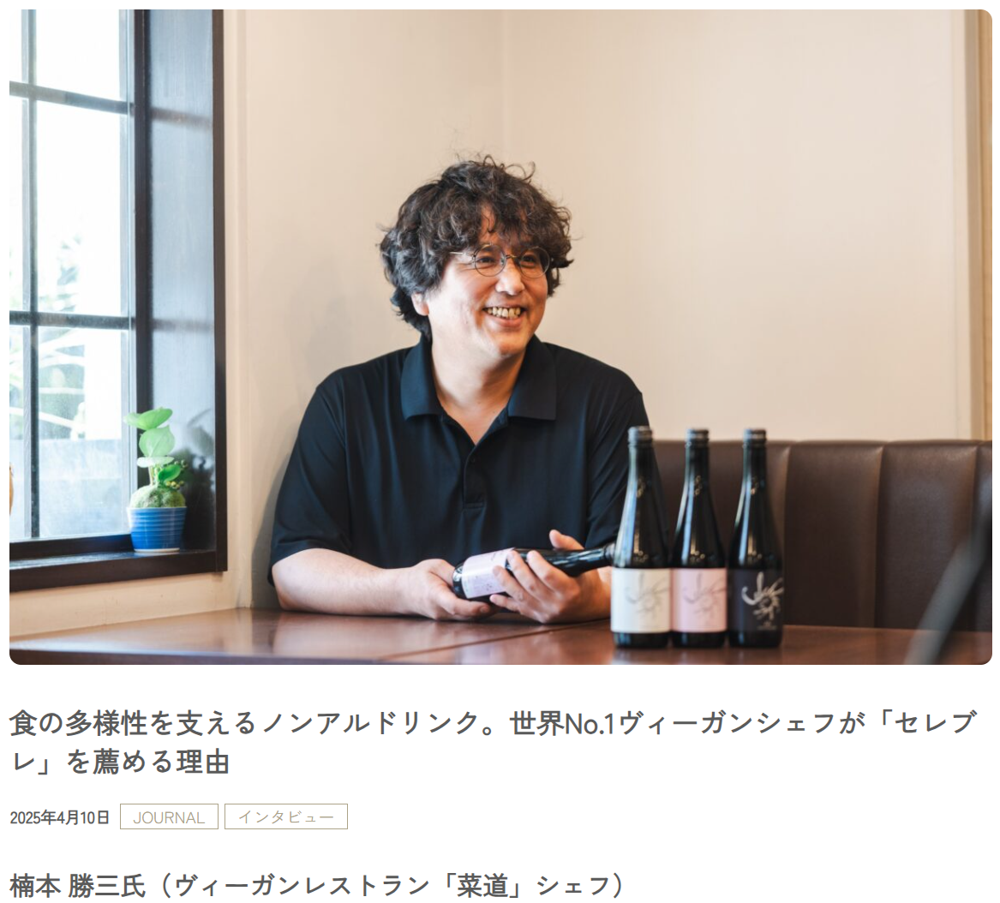 食の多様性を支えるノンアルドリンク。世界No.1ヴィーガンシェフが「セレブ
レ」を薦める理由
2025年4月10日 JOURNAL インタビュー
楠本 勝三氏（ヴィーガンレストラン「菜道」シェフ）